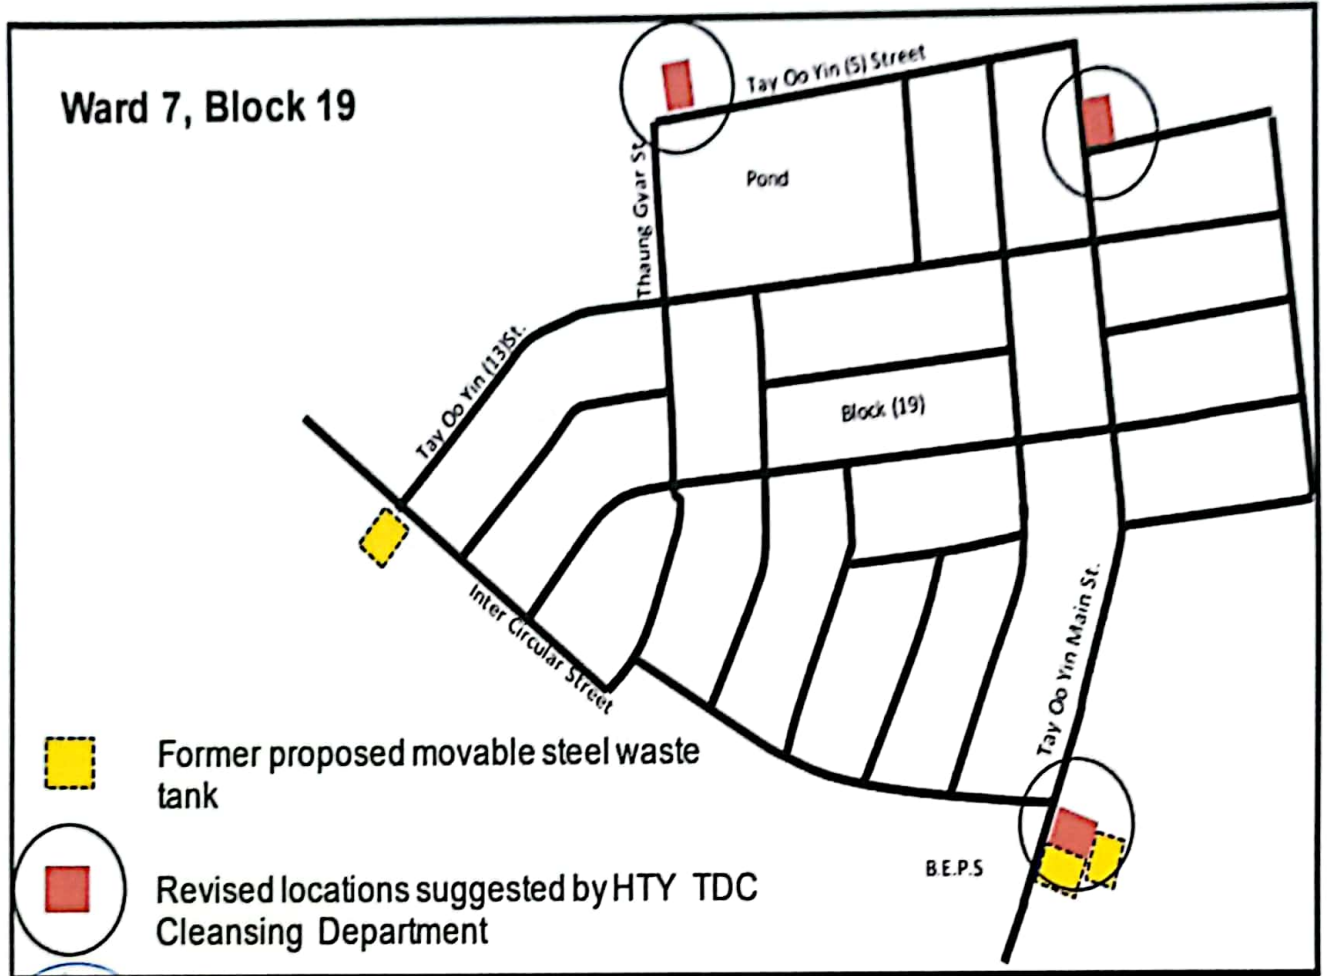 Ward 7, Block 19
Tay Oo Yin (5) Street
Thaung Gyar St.
Pond
Tay Oo Yin (13)St.
Block (19)
Inter Circular Street
Tay Oo Yin Main St.
B.E.P.S
Former proposed movable steel waste
tank
Revised locations suggested by HTY TDC
Cleansing Department